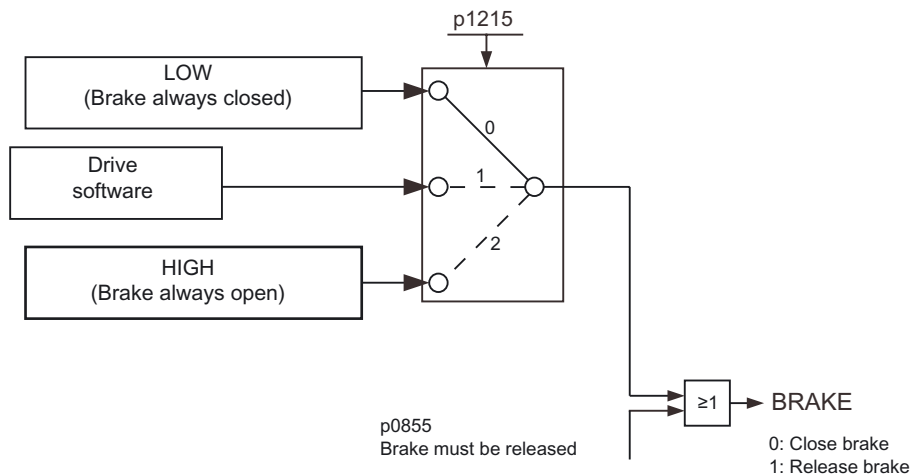 p1215
LOW
(Brake always closed)
0
Drive
software
1
2
HIGH
(Brake always open)
≥1
BRAKE
p0855
Brake must be released
0: Close brake
1: Release brake